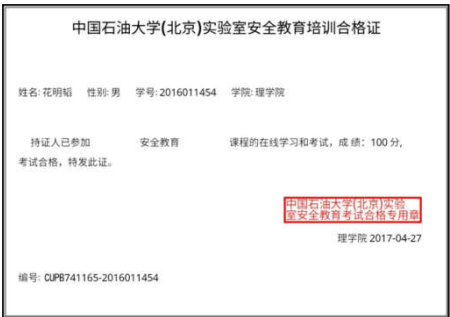 中国石油大学(北京)实验室安全教育培训合格证
姓名: 花明韬 性别: 男 学号: 2016011454 学院: 理学院
持证人已参加 安全教育 课程的在线学习和考试，成 绩：100 分,
考试合格，特发此证。
中国石油大学(北京)实验
室安全教育考试合格专用章
理学院 2017-04-27
编号: CUPB741165-2016011454